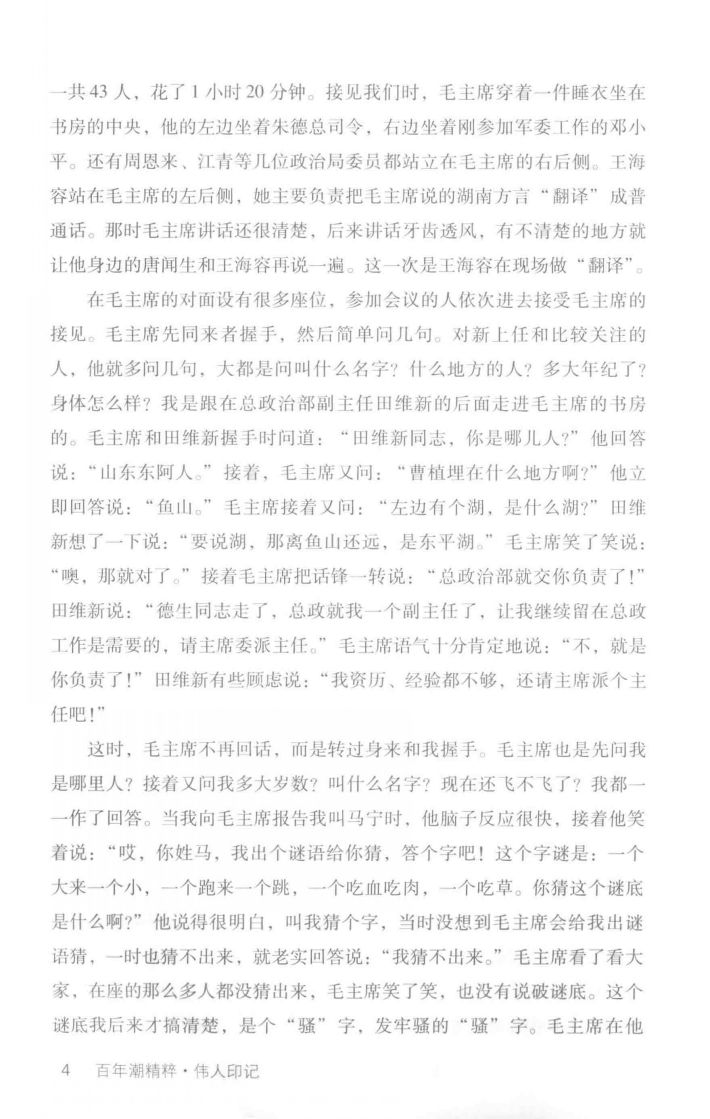 一共43人，花了1小时20分钟。接见我们时，毛主席穿着一件睡衣坐在
书房的中央，他的左边坐着朱德总司令，右边坐着刚参加军委工作的邓小
平。还有周恩来、江青等几位政治局委员都站立在毛主席的右后侧。王海
容站在毛主席的左后侧，她主要负责把毛主席说的湖南方言“翻译”成普
通话。那时毛主席讲话还很清楚，后来讲话牙齿透风，有不清楚的地方就
让他身边的唐闻生和王海容再说一遍。这一次是王海容在现场做“翻译”。
在毛主席的对面设有很多座位，参加会议的人依次进去接受毛主席的
接见。毛主席先同来者握手，然后简单问几句。对新上任和比较关注的
人，他就多问几句，大都是问叫什么名字？什么地方的人？多大年纪了？
身体怎么样？我是跟在总政治部副主任田维新的后面走进毛主席的书房
的。毛主席和田维新握手时问道：“田维新同志，你是哪儿人？”他回答
说：“山东东阿人。”接着，毛主席又问：“曹植埋在什么地方啊？”他立
即回答说：“鱼山。”毛主席接着又问：“左边有个湖，是什么湖？”田维
新想了一下说：“要说湖，那离鱼山还远，是东平湖。”毛主席笑了笑说：
“噢，那就对了。”接着毛主席把话锋一转说：“总政治部就交你负责了！”
田维新说：“德生同志走了，总政就我一个副主任了，让我继续留在总政
工作是需要的，请主席委派主任。”毛主席语气十分肯定地说：“不，就是
你负责了！”田维新有些顾虑说：“我资历、经验都不够，还请主席派个主
任吧！”
这时，毛主席不再回话，而是转过身来和我握手。毛主席也是先问我
是哪里人？接着又问我多大岁数？叫什么名字？现在还飞不飞了？我都一
一作了回答。当我向毛主席报告我叫马宁时，他脑子反应很快，接着他笑
着说：“哎，你姓马，我出个谜语给你猜，答个字吧！这个字谜是：一个
大来一个小，一个跑来一个跳，一个吃血吃肉，一个吃草。你猜这个谜底
是什么啊？”他说得很明白，叫我猜个字，当时没想到毛主席会给我出谜
语猜，一时也猜不出来，就老实回答说：“我猜不出来。”毛主席看了看大
家，在座的那么多人都没猜出来，毛主席笑了笑，也没有说破谜底。这个
谜底我后来才搞清楚，是个“骚”字，发牢骚的“骚”字。毛主席在他
4 百年潮精粹·伟人印记